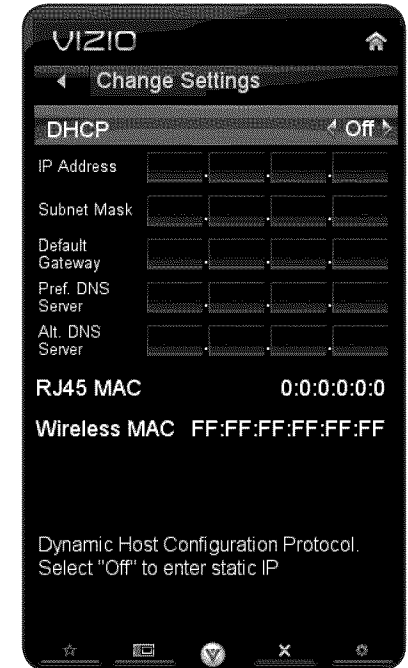 VIZIO
Change Settings
DHCP Off
IP Address . . .
Subnet Mask . . .
Default
Gateway . . .
Pref. DNS
Server . . .
Alt. DNS
Server . . .
RJ45 MAC 0:0:0:0:0:0
Wireless MAC FF:FF:FF:FF:FF:FF
Dynamic Host Configuration Protocol.
Select "Off" to enter static IP